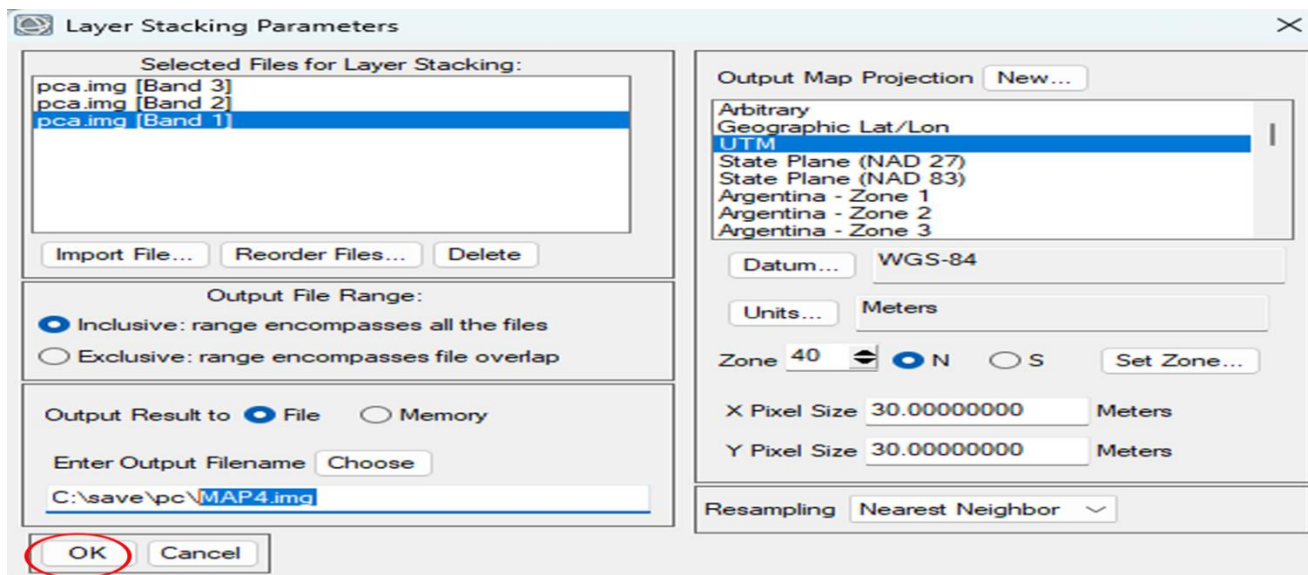 Layer Stacking Parameters
Selected Files for Layer Stacking:
pca.img [Band 3]
pca.img [Band 2]
pca.img [Band 1]
Import File...
Reorder Files...
Delete
Output File Range:
Inclusive: range encompasses all the files
Exclusive: range encompasses file overlap
Output Result to File Memory
Enter Output Filename Choose
C:\save\pc\MAP4.img
OK
Cancel
Output Map Projection New...
Arbitrary
Geographic Lat/Lon
UTM
State Plane (NAD 27)
State Plane (NAD 83)
Argentina - Zone 1
Argentina - Zone 2
Argentina - Zone 3
Datum... WGS-84
Units... Meters
Zone 40 N S Set Zone...
X Pixel Size 30.00000000 Meters
Y Pixel Size 30.00000000 Meters
Resampling Nearest Neighbor